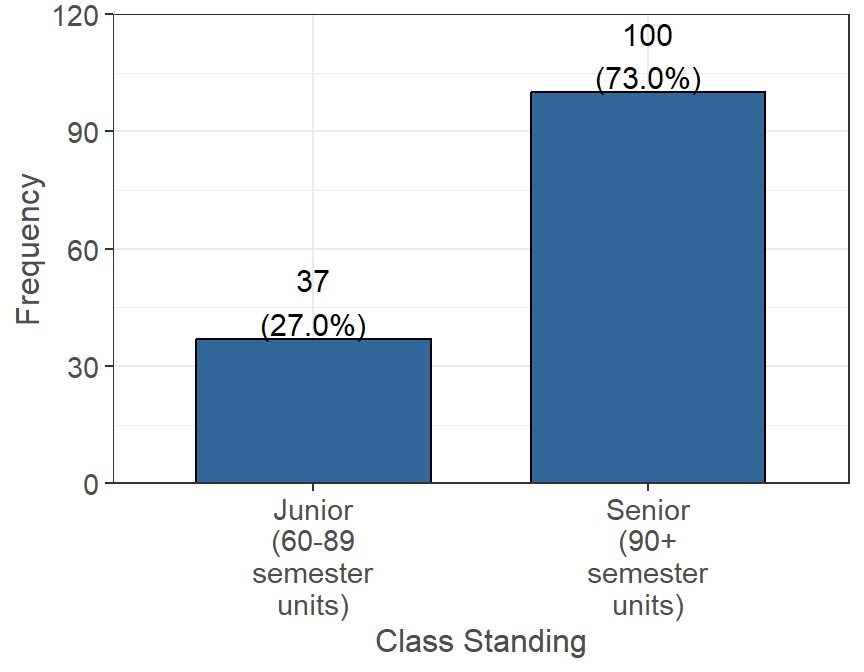 120
90
60
30
0
Frequency
37
(27.0%)
100
(73.0%)
Junior
(60-89
semester
units)
Senior
(90+
semester
units)
Class Standing